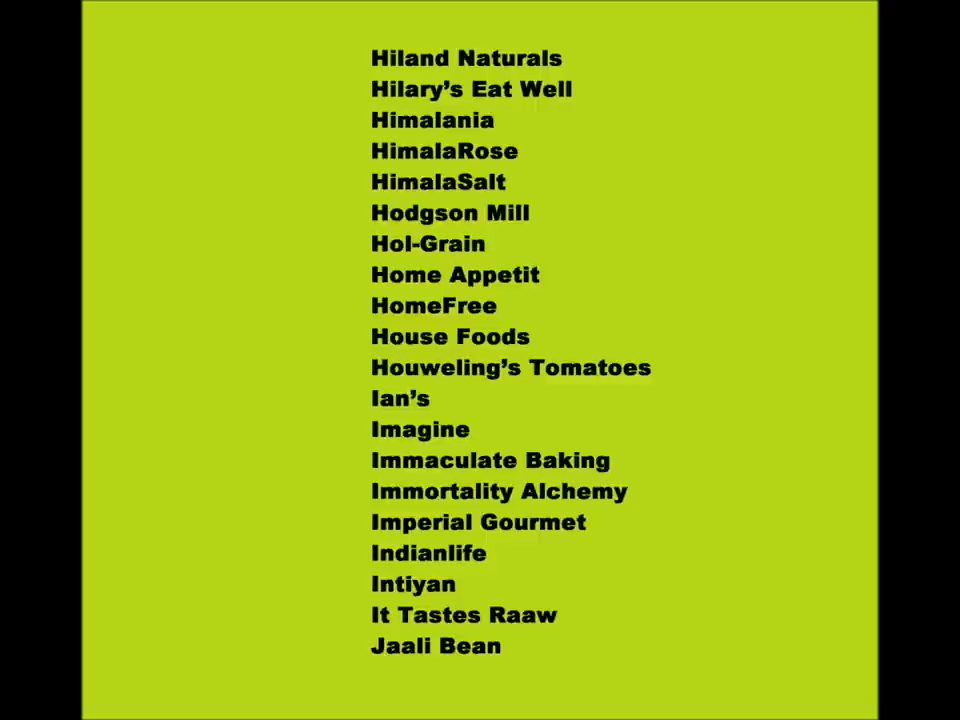 Hiland Naturals
Hilary’s Eat Well
Himalania
HimalaRose
HimalaSalt
Hodgson Mill
Hol-Grain
Home Appetit
HomeFree
House Foods
Houweling’s Tomatoes
Ian’s
Imagine
Immaculate Baking
Immortality Alchemy
Imperial Gourmet
Indianlife
Intiyan
It Tastes Raaw
Jaali Bean